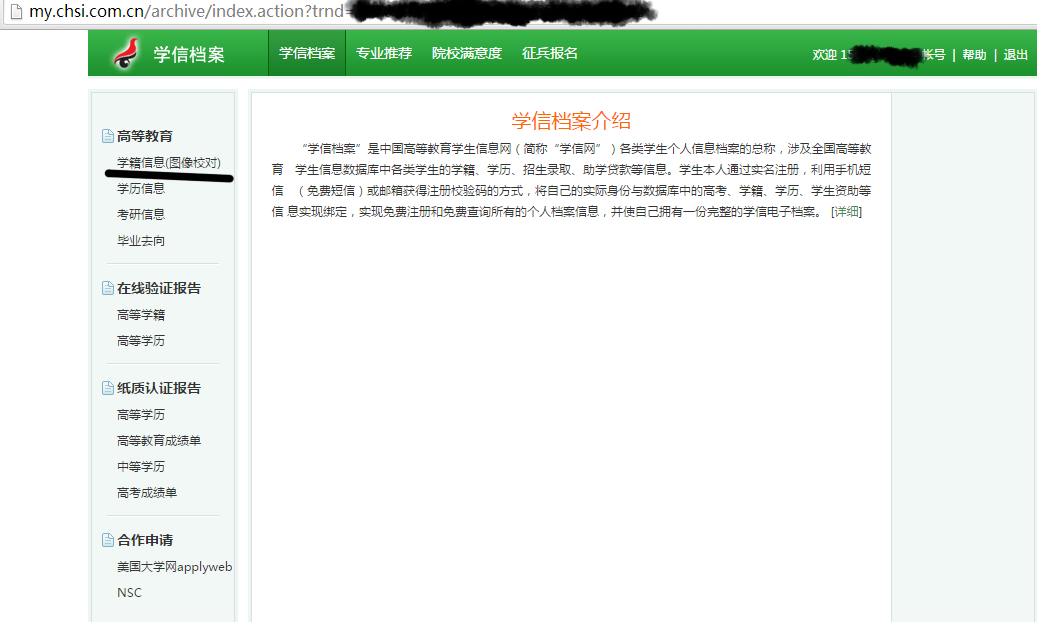 my.chsi.com.cn/archive/index.action?trnd=
学信档案 学信档案 专业推荐 院校满意度 征兵报名 欢迎 1 帐号 | 帮助 | 退出
高等教育
学籍信息(图像校对)
学历信息
考研信息
毕业去向
在线验证报告
高等学籍
高等学历
纸质认证报告
高等学历
高等教育成绩单
中等学历
高考成绩单
合作申请
美国大学网applyweb
NSC
学信档案介绍
“学信档案”是中国高等教育学生信息网（简称“学信网”）各类学生个人信息档案的总称，涉及全国高等教
育 学生信息数据库中各类学生的学籍、学历、招生录取、助学贷款等信息。学生本人通过实名注册，利用手机短
信 （免费短信）或邮箱获得注册校验码的方式，将自己的实际身份与数据库中的高考、学籍、学历、学生资助等
信 息实现绑定，实现免费注册和免费查询所有的个人档案信息，并使自己拥有一份完整的学信电子档案。 [详细]